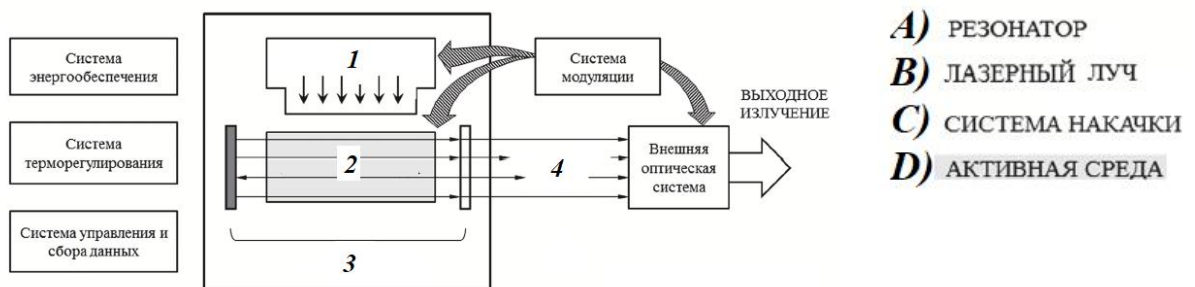 Система
энергообеспечения
Система
терморегулирования
Система управления и
сбора данных
1
2
3
4
Система
модуляции
ВЫХОДНОЕ
ИЗЛУЧЕНИЕ
Внешняя
оптическая
система
A) РЕЗОНАТОР
B) ЛАЗЕРНЫЙ ЛУЧ
C) СИСТЕМА НАКАЧКИ
D) АКТИВНАЯ СРЕДА